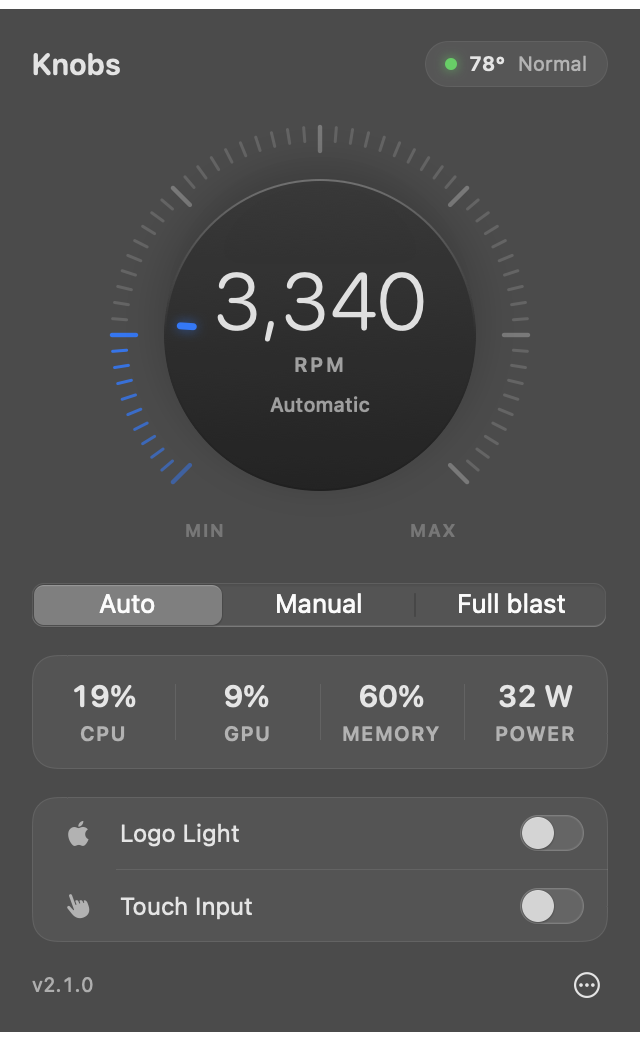 Knobs
78° Normal
3,340
RPM
Automatic
MIN MAX
Auto Manual Full blast
19% 9% 60% 32 W
CPU GPU MEMORY POWER
Logo Light
Touch Input
v2.1.0